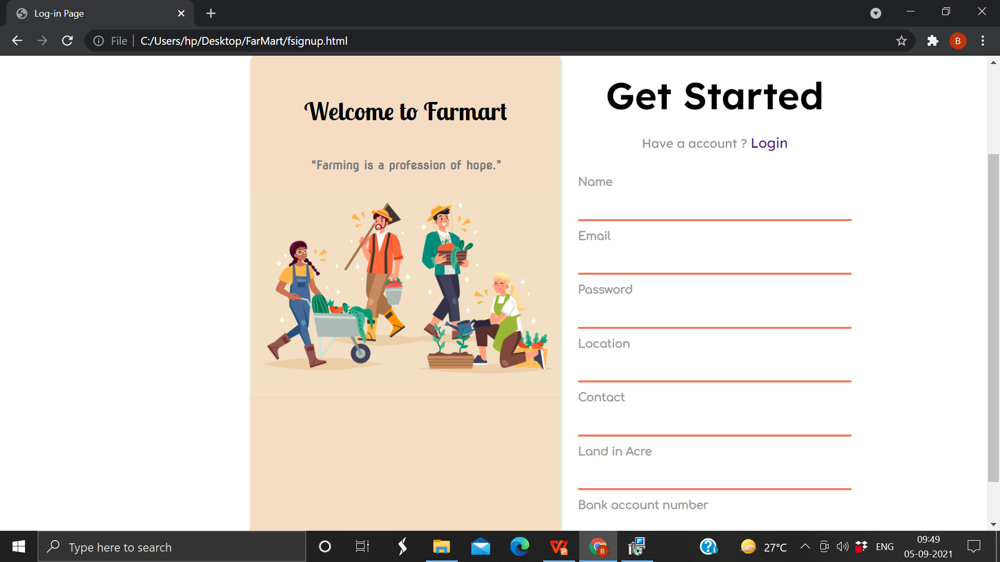 Log-in Page
File
C:/Users/hp/Desktop/FarMart/fsignup.html
B
Welcome to Farmart
“Farming is a profession of hope.”
Get Started
Have a account ? Login
Name
Email
Password
Location
Contact
Land in Acre
Bank account number
Type here to search
B
27°C
ENG
09:49
05-09-2021